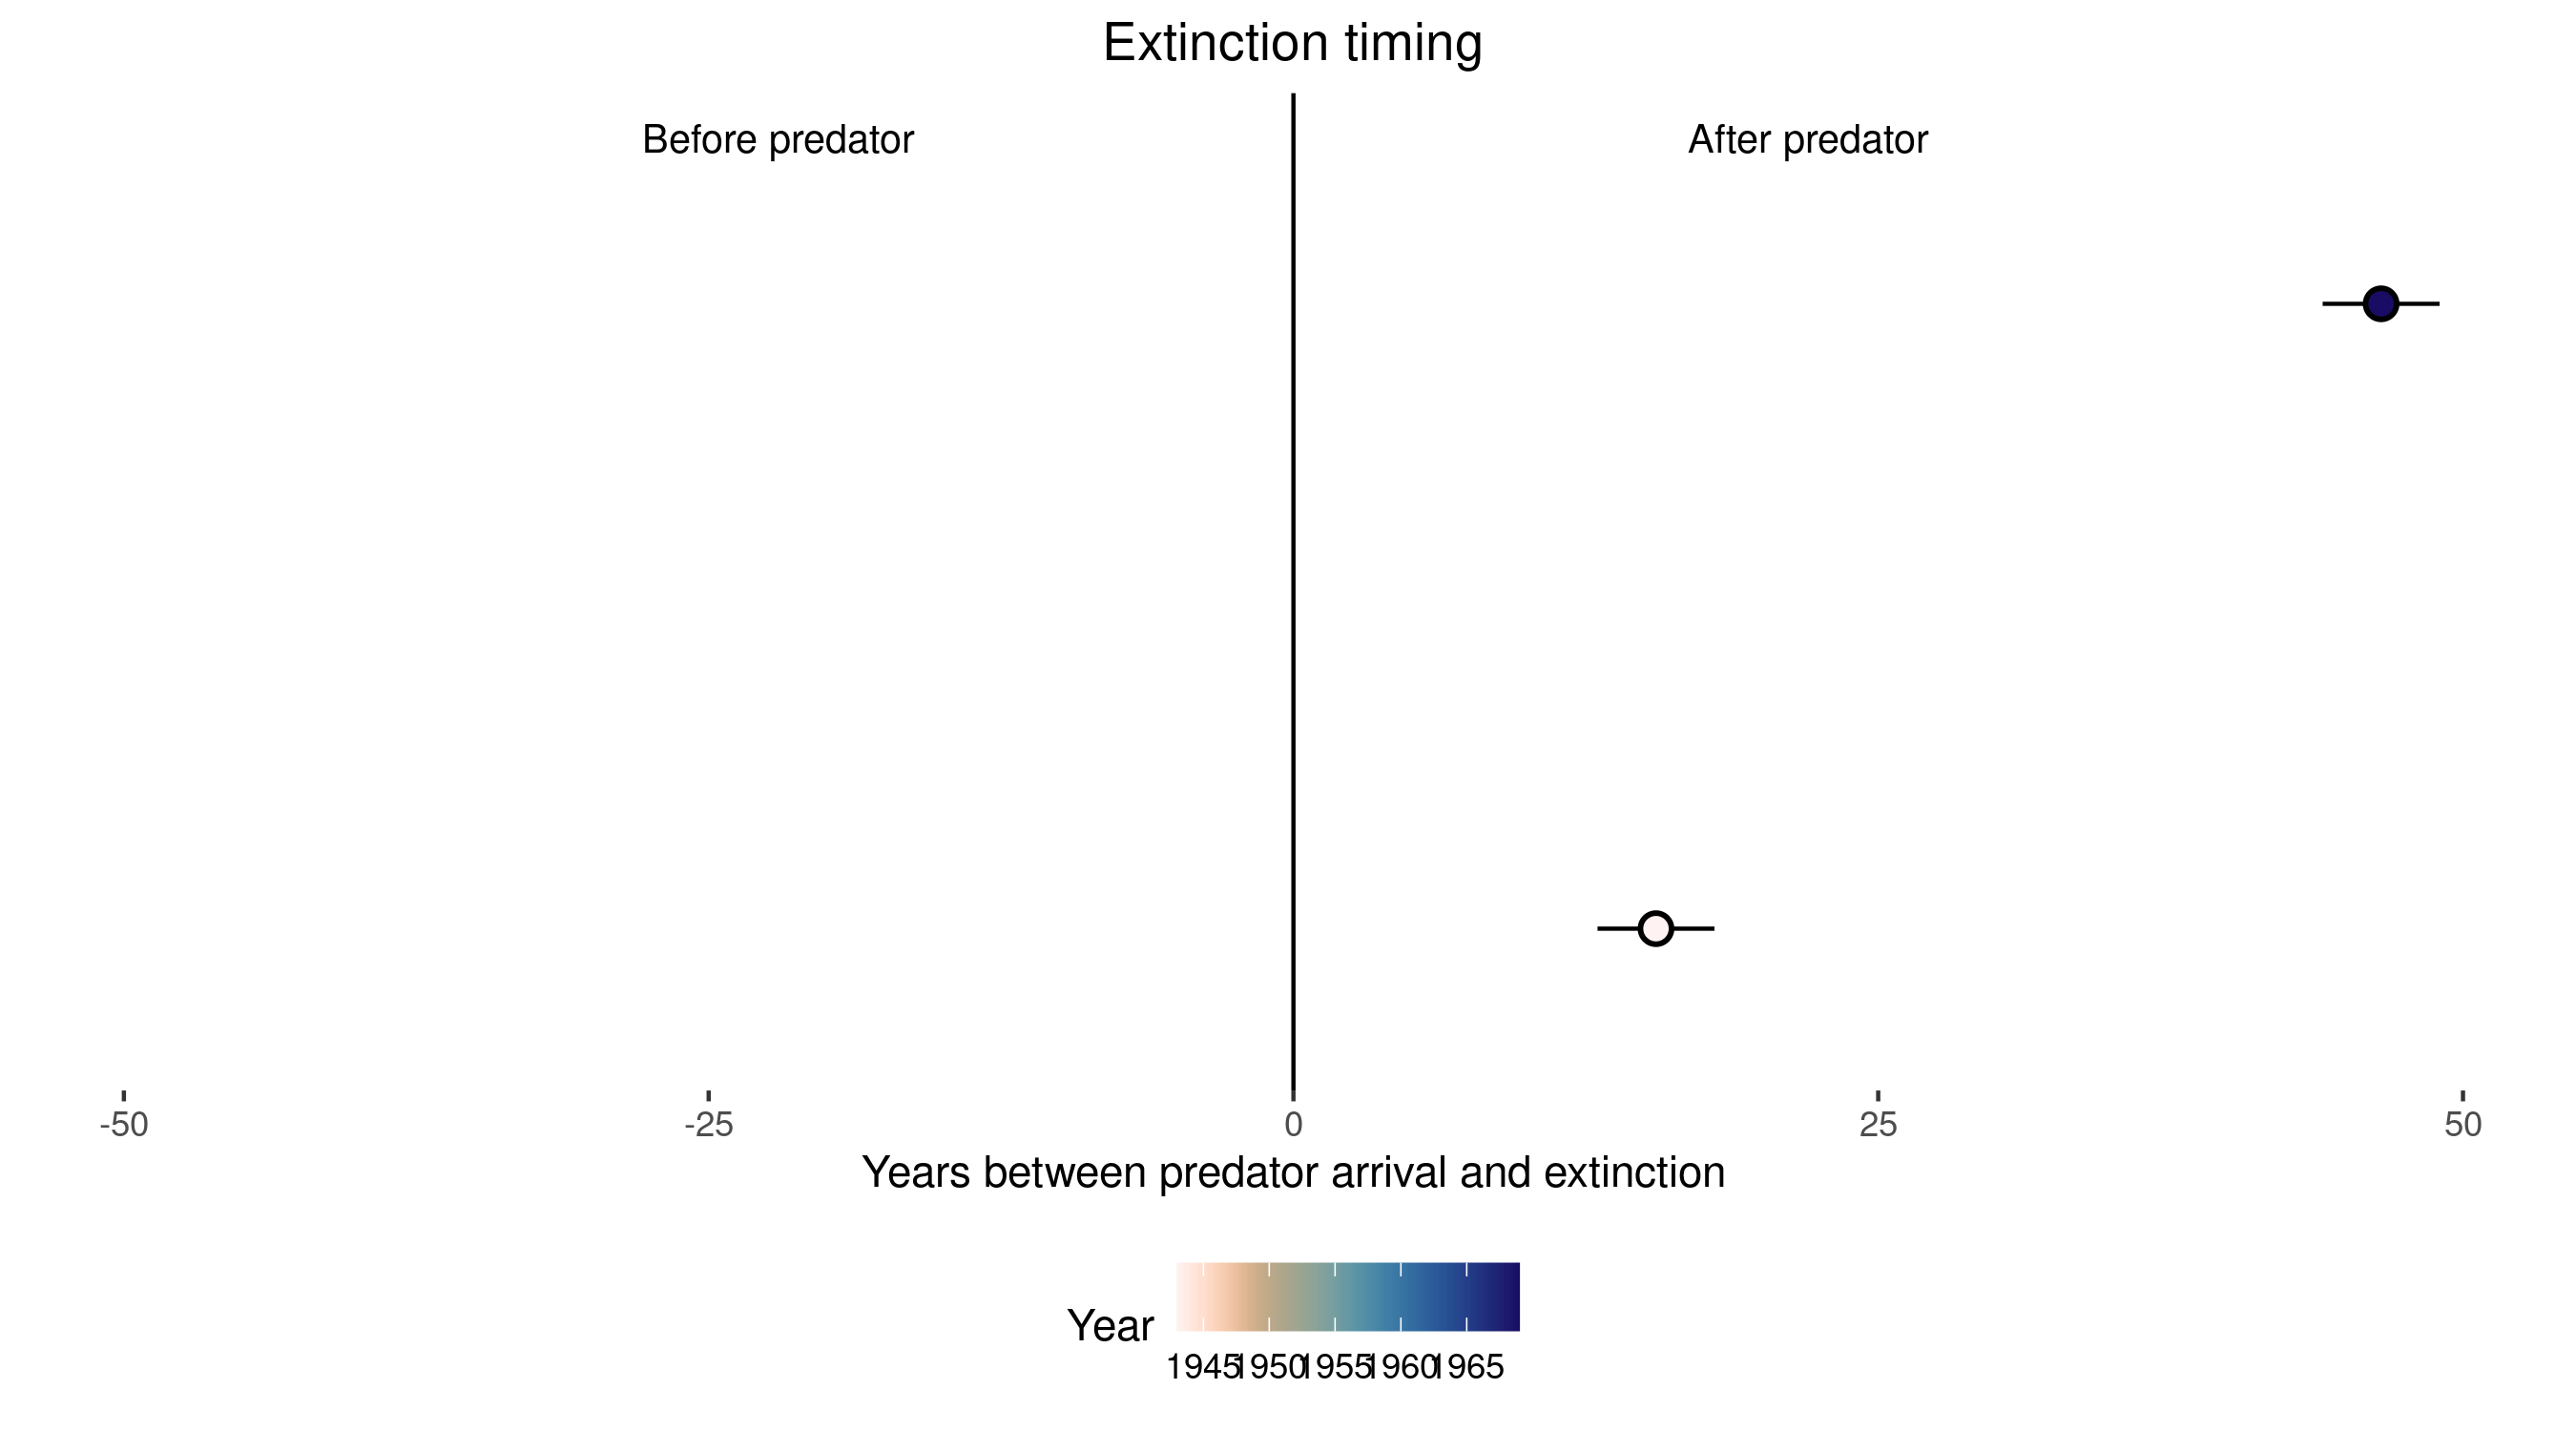 Extinction timing
Before predator After predator
-50 -25 0 25 50
Years between predator arrival and extinction
Year
1945 1950 1955 1960 1965